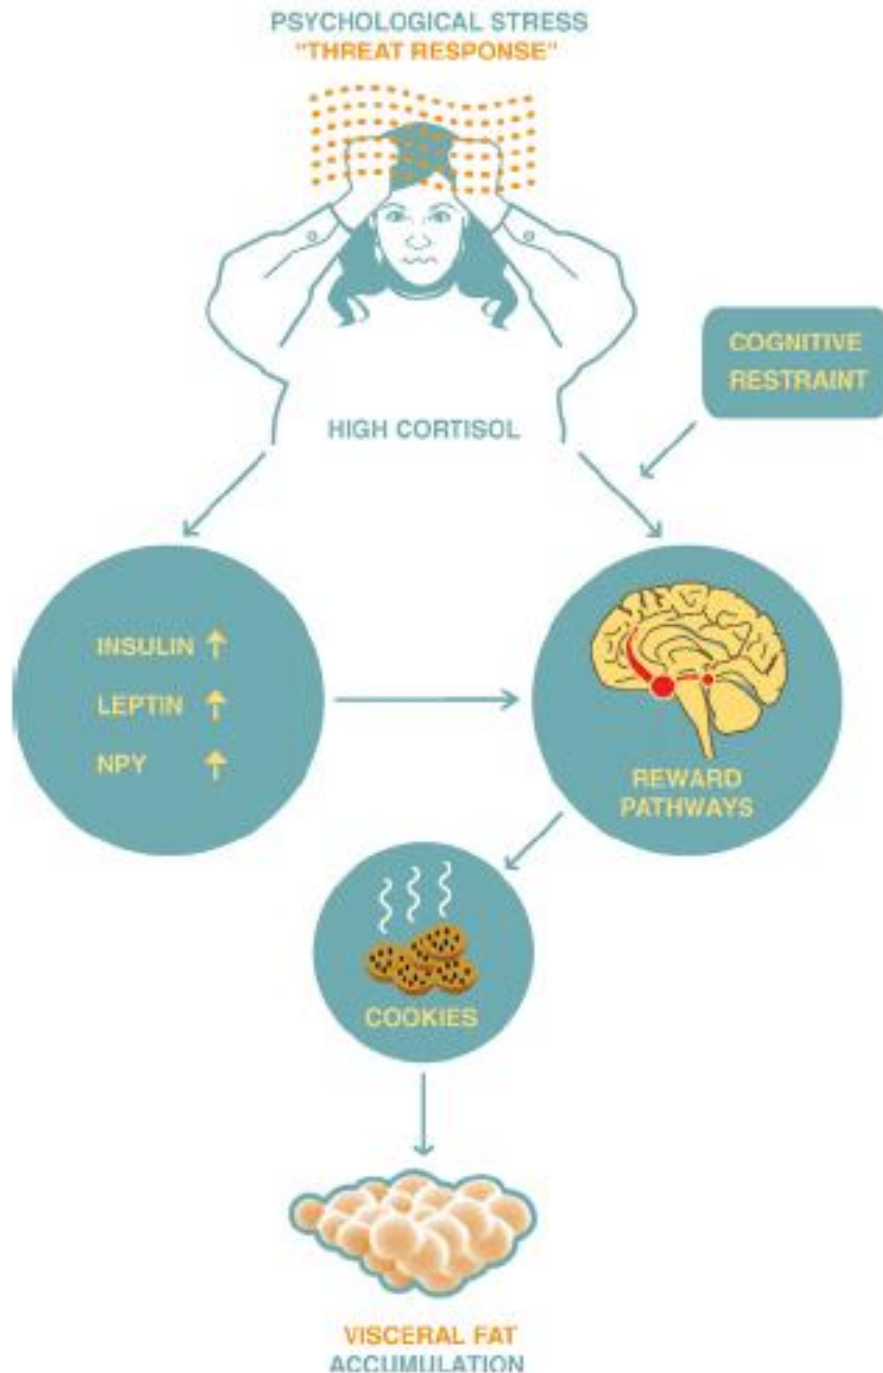 PSYCHOLOGICAL STRESS
"THREAT RESPONSE"
COGNITIVE
RESTRAINT
HIGH CORTISOL
INSULIN ↑
LEPTIN ↑
NPY ↑
REWARD
PATHWAYS
COOKIES
VISCERAL FAT
ACCUMULATION